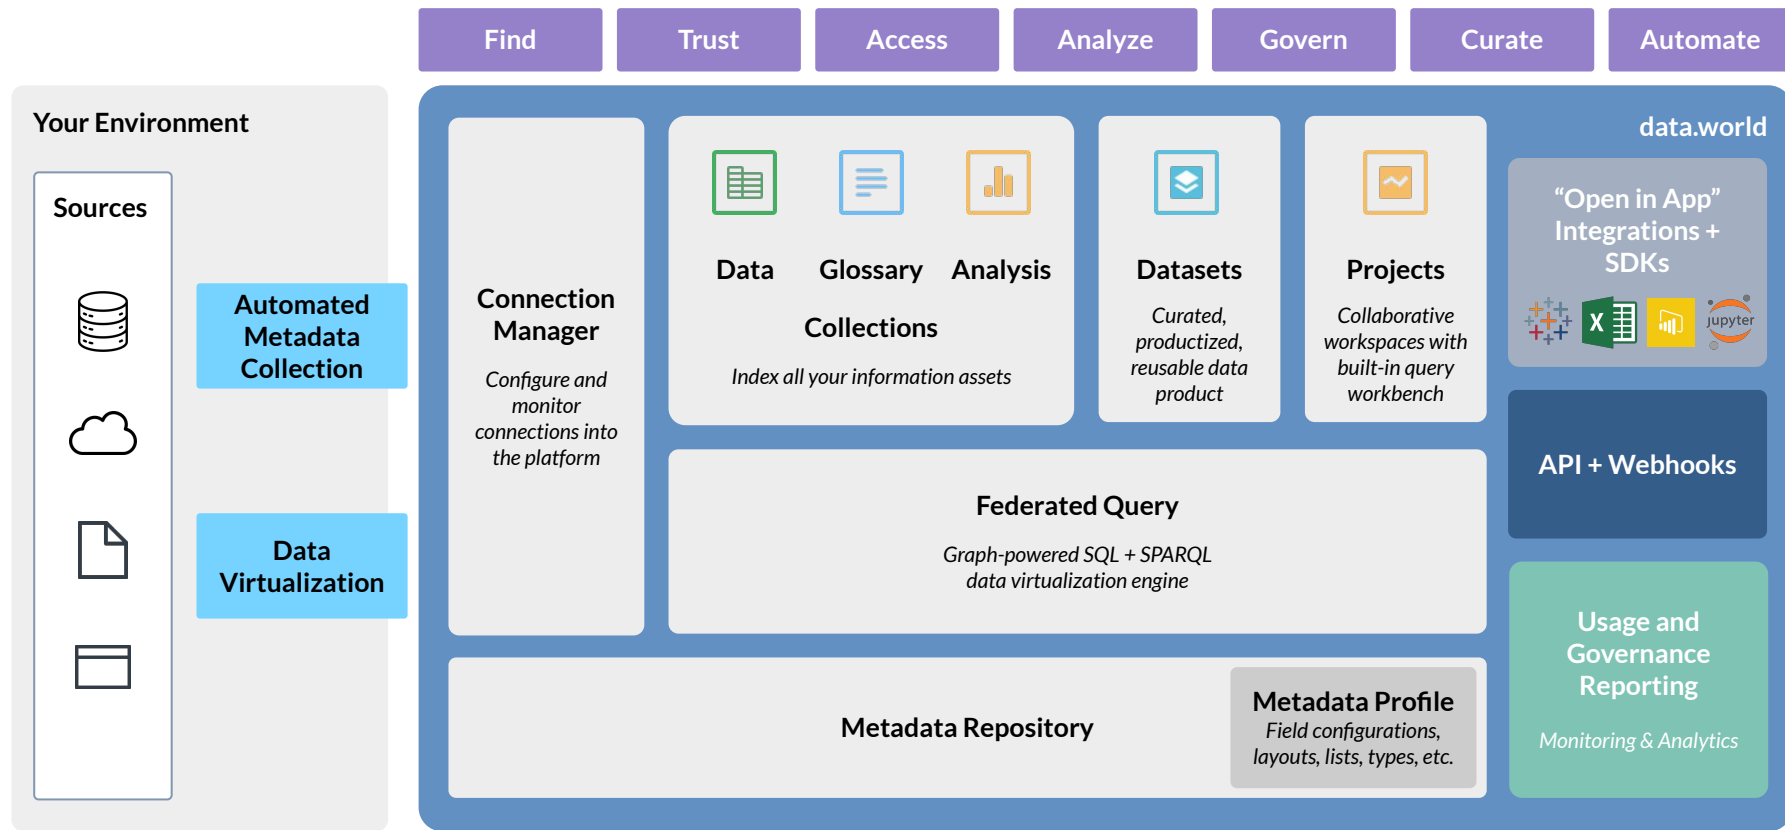 Find
Trust
Access
Analyze
Govern
Curate
Automate
Your Environment
Sources
Automated
Metadata
Collection
Data
Virtualization
data.world
Connection
Manager
Configure and
monitor
connections into
the platform
Data
Glossary
Analysis
Collections
Index all your information assets
Datasets
Curated,
productized,
reusable data
product
Projects
Collaborative
workspaces with
built-in query
workbench
Federated Query
Graph-powered SQL + SPARQL
data virtualization engine
Metadata Repository
Metadata Profile
Field configurations,
layouts, lists, types, etc.
“Open in App”
Integrations +
SDKs
X
jupyter
API + Webhooks
Usage and
Governance
Reporting
Monitoring & Analytics